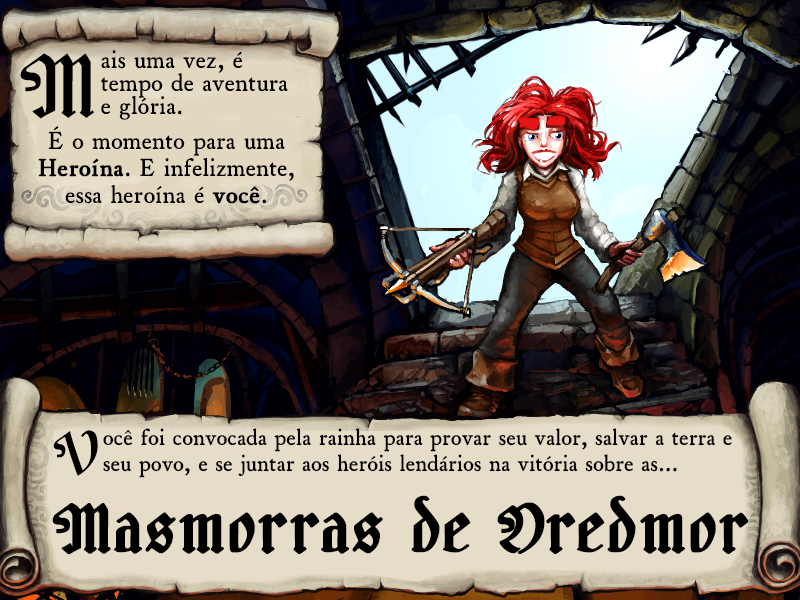 Mais uma vez, é
tempo de aventura
e glória.
É o momento para uma
Heroína. E infelizmente,
essa heroína é você.
Você foi convocada pela rainha para provar seu valor, salvar a terra e
seu povo, e se juntar aos heróis lendários na vitória sobre as...
Masmorras de Dredmor